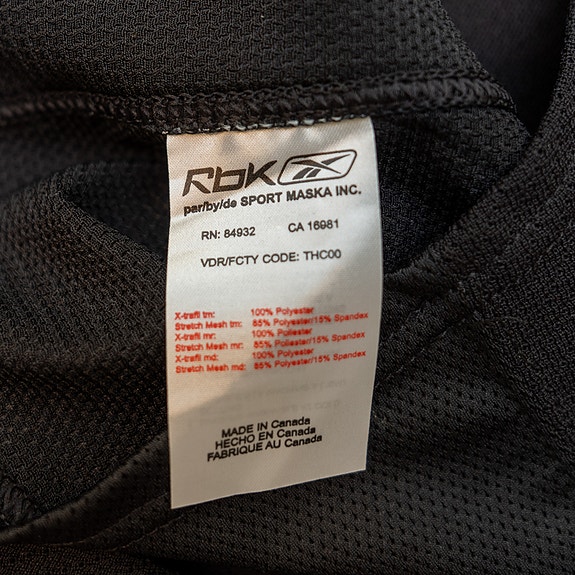 Rbk
par/by/de SPORT MASKA INC.
RN: 84932 CA 16981
VDR/FCTY CODE: THC00
X-trafil tm: 100% Polyester
Stretch Mesh tm: 85% Polyester/15% Spandex
X-trafil mr: 100% Poliester
Stretch Mesh mr: 85% Poliester/15% Spandex
X-trafil md: 100% Polyester
Stretch Mesh md: 85% Polyester/15% Spandex
MADE IN Canada
HECHO EN Canada
FABRIQUE AU Canada